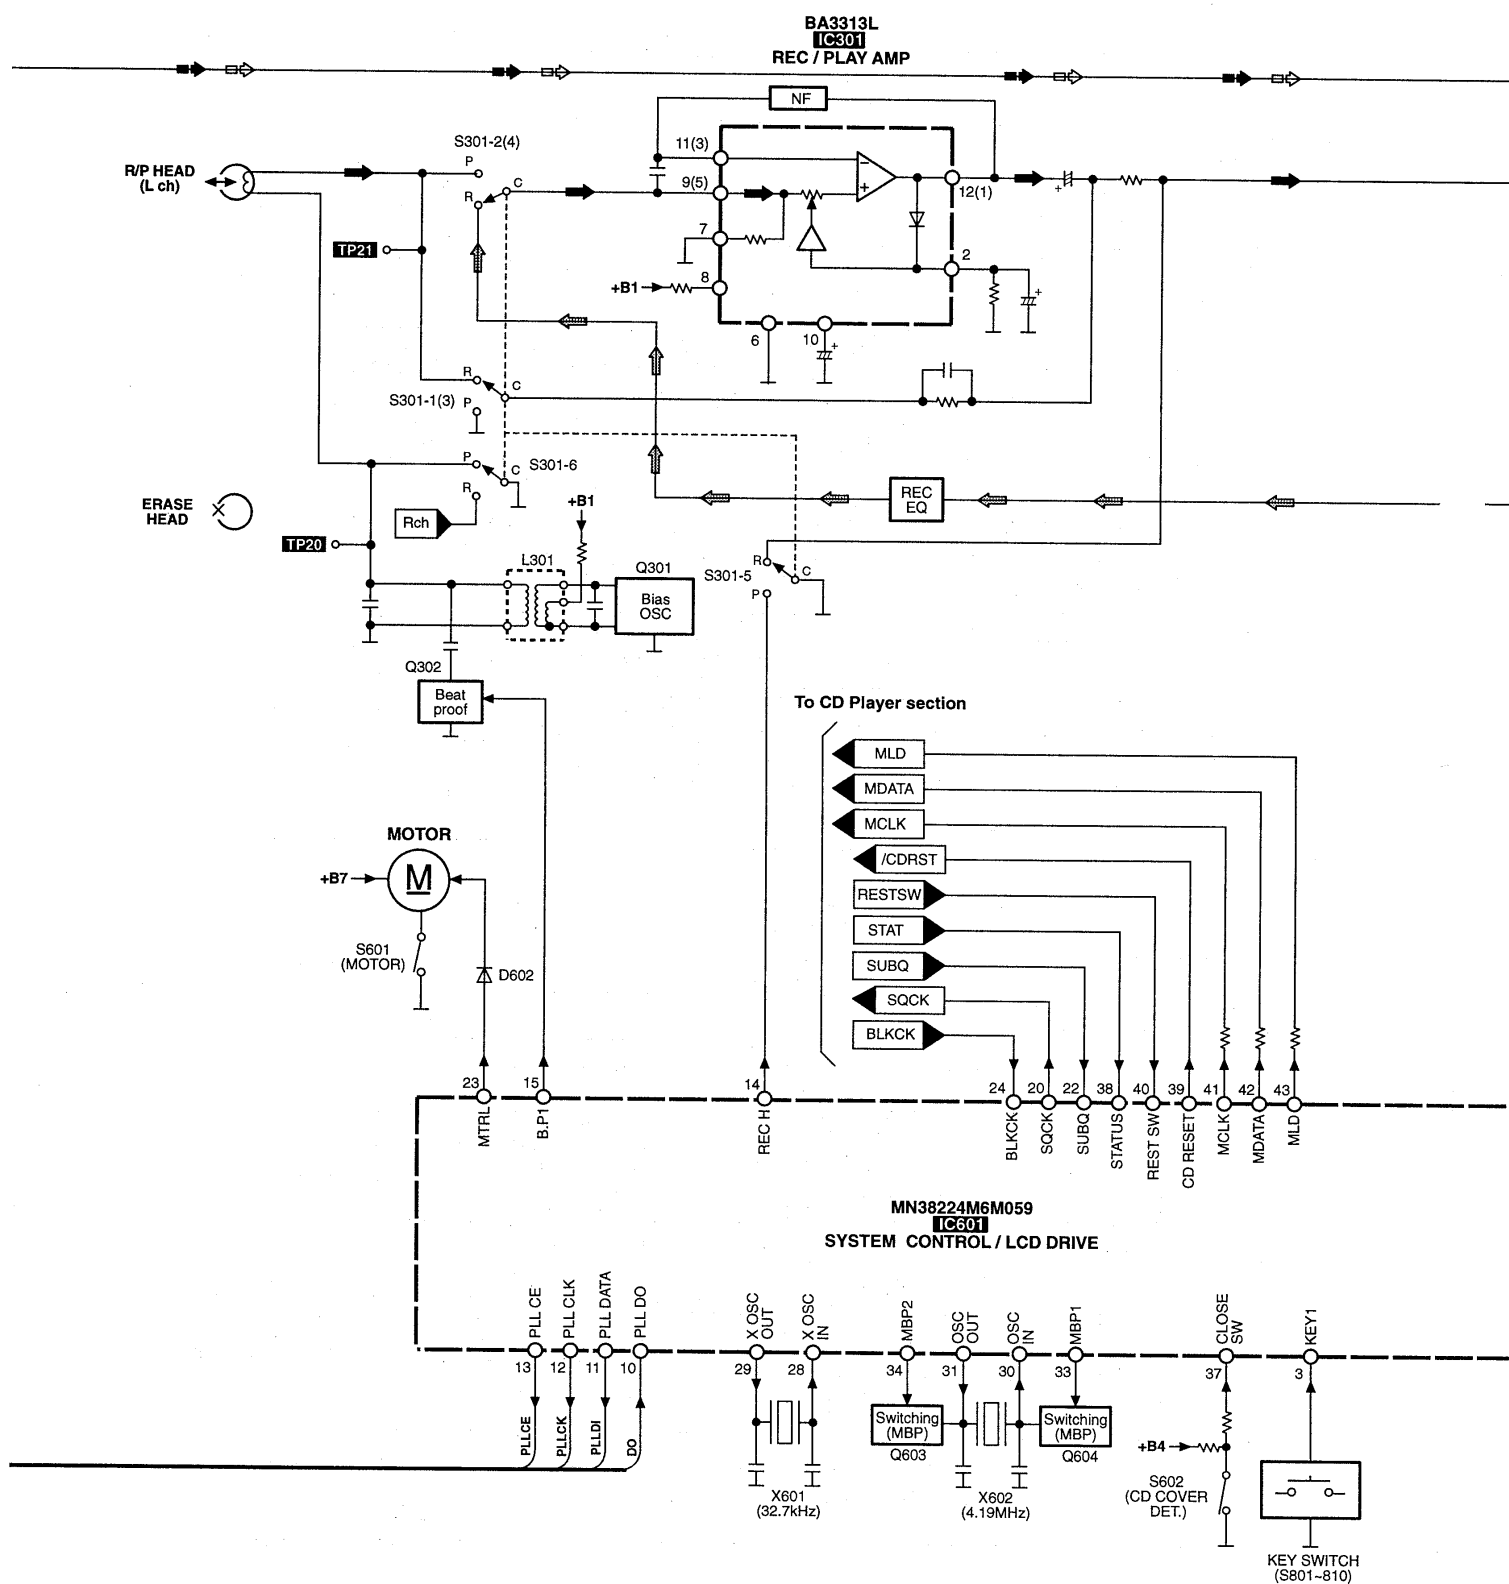 BA3313L
IC301
REC / PLAY AMP
NF
S301-2(4)
P
R
C
R/P HEAD
(L ch)
11(3)
9(5)
7
8
+B1
6
10
+
−
+
12(1)
+
2
+
TP21
R
C
S301-1(3)
P
P
C
S301-6
R
Rch
ERASE
HEAD
TP20
+B1
REC
EQ
L301
Q301
Bias
OSC
S301-5
R
C
P
Q302
Beat
proof
To CD Player section
MLD
MDATA
MCLK
/CDRST
RESTSW
STAT
SUBQ
SQCK
BLKCK
MOTOR
+B7
M
S601
(MOTOR)
D602
23
15
14
24
20
22
38
40
39
41
42
43
MTRL
B.P1
REC H
BLKCK
SQCK
SUBQ
STATUS
REST SW
CD RESET
MCLK
MDATA
MLD
MN38224M6M059
IC601
SYSTEM CONTROL / LCD DRIVE
PLL CE
PLL CLK
PLL DATA
PLL DO
X OSC
OUT
X OSC
IN
MBP2
OSC
OUT
OSC
IN
MBP1
CLOSE
SW
KEY1
13
12
11
10
29
28
34
31
30
33
37
3
PLLCE
PLLCK
PLLDI
DO
Switching
(MBP)
Q603
Switching
(MBP)
Q604
X601
(32.7kHz)
X602
(4.19MHz)
+B4
S602
(CD COVER
DET.)
KEY SWITCH
(S801~810)